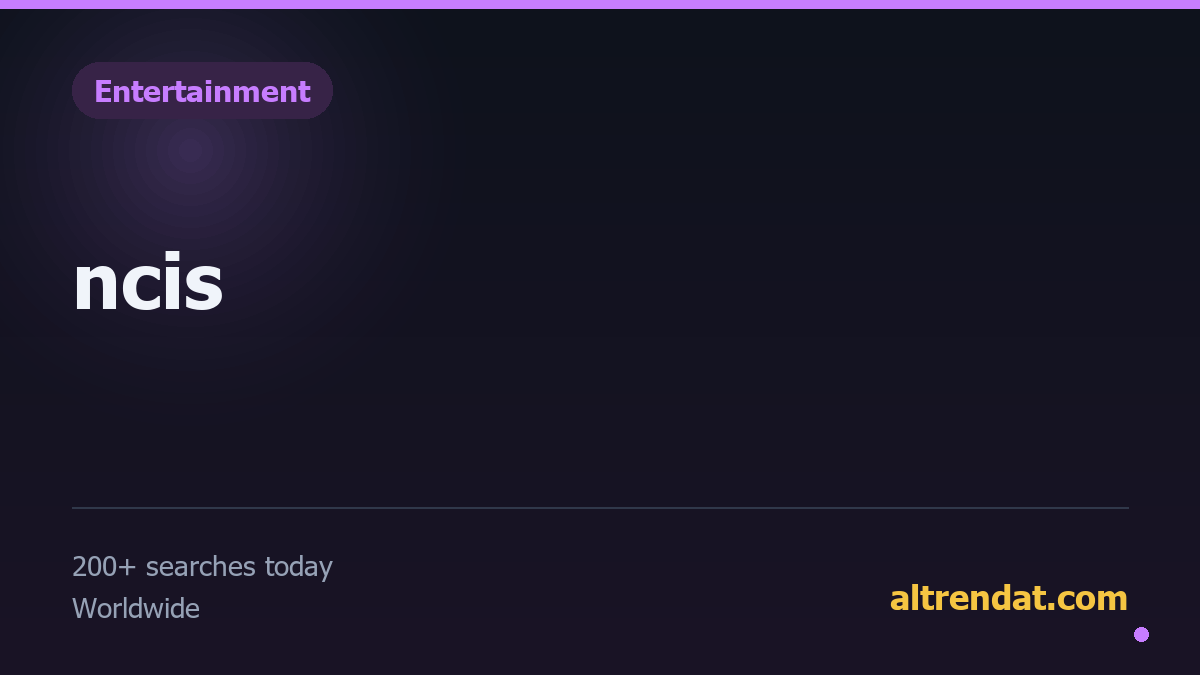 Entertainment
ncis
200+ searches today
Worldwide
altrendat.com